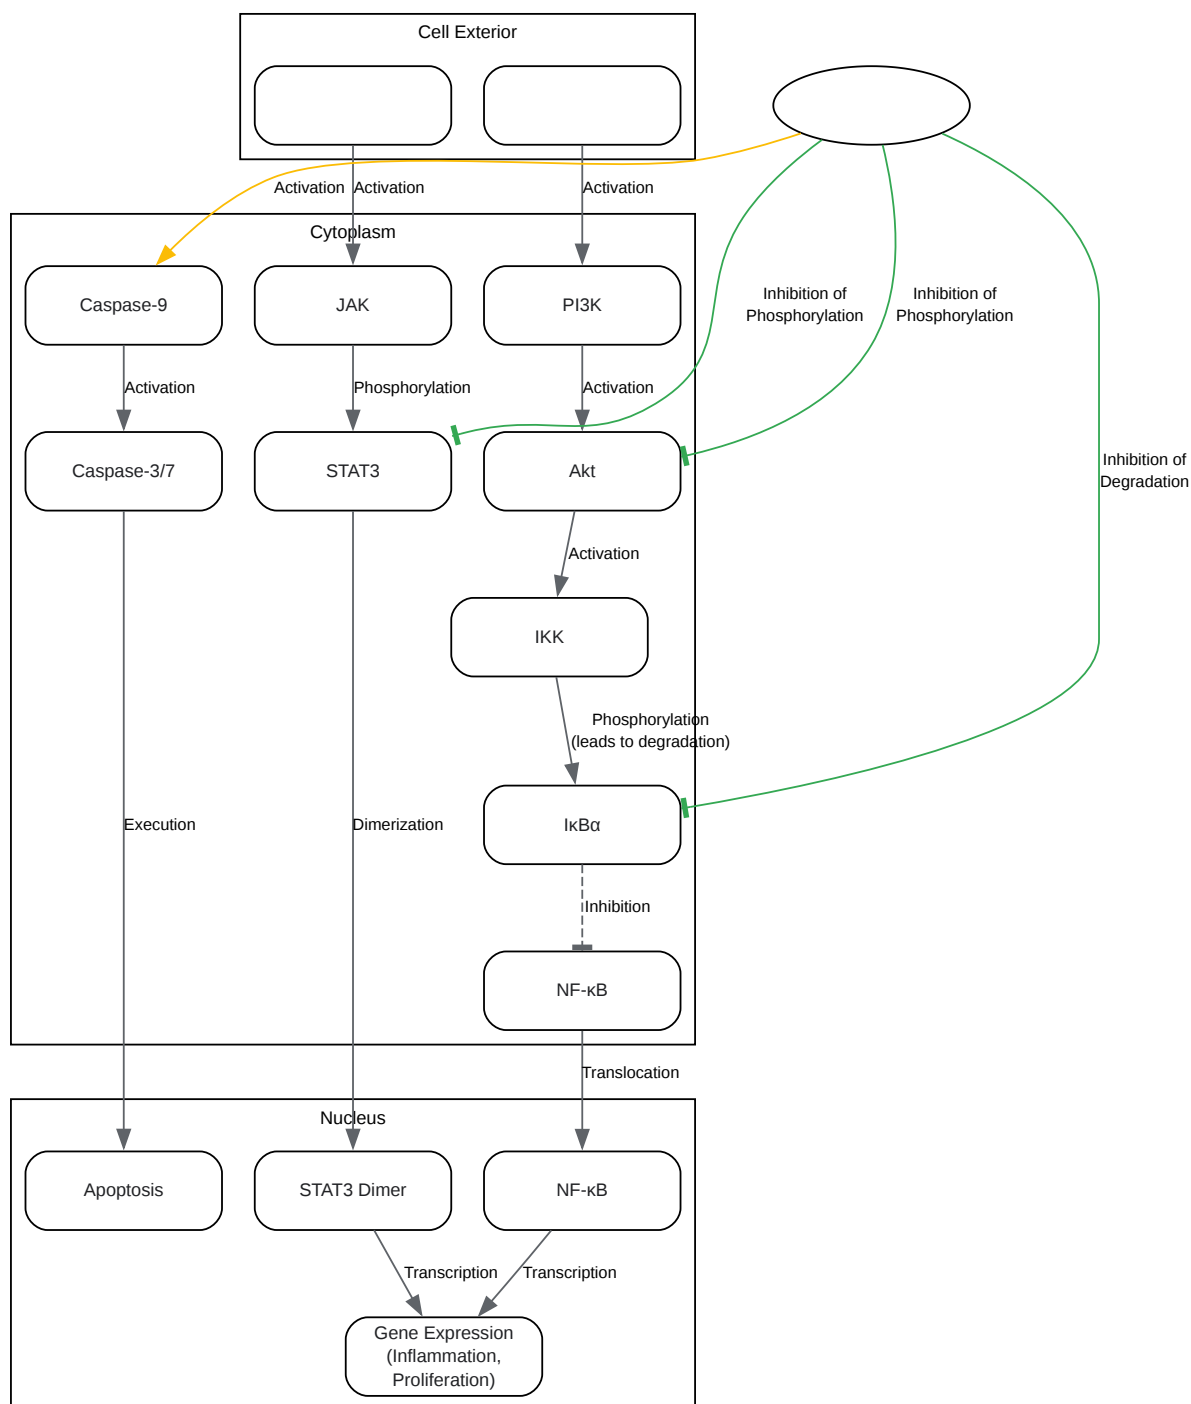 Cell Exterior
Activation
Activation
Activation
Cytoplasm
Caspase-9
JAK
PI3K
Inhibition of
Phosphorylation
Inhibition of
Phosphorylation
Activation
Phosphorylation
Activation
Caspase-3/7
STAT3
Akt
Inhibition of
Degradation
Activation
IKK
Phosphorylation
(leads to degradation)
Execution
Dimerization
IκBα
Inhibition
NF-κB
Translocation
Nucleus
Apoptosis
STAT3 Dimer
NF-κB
Transcription
Transcription
Gene Expression
(Inflammation,
Proliferation)